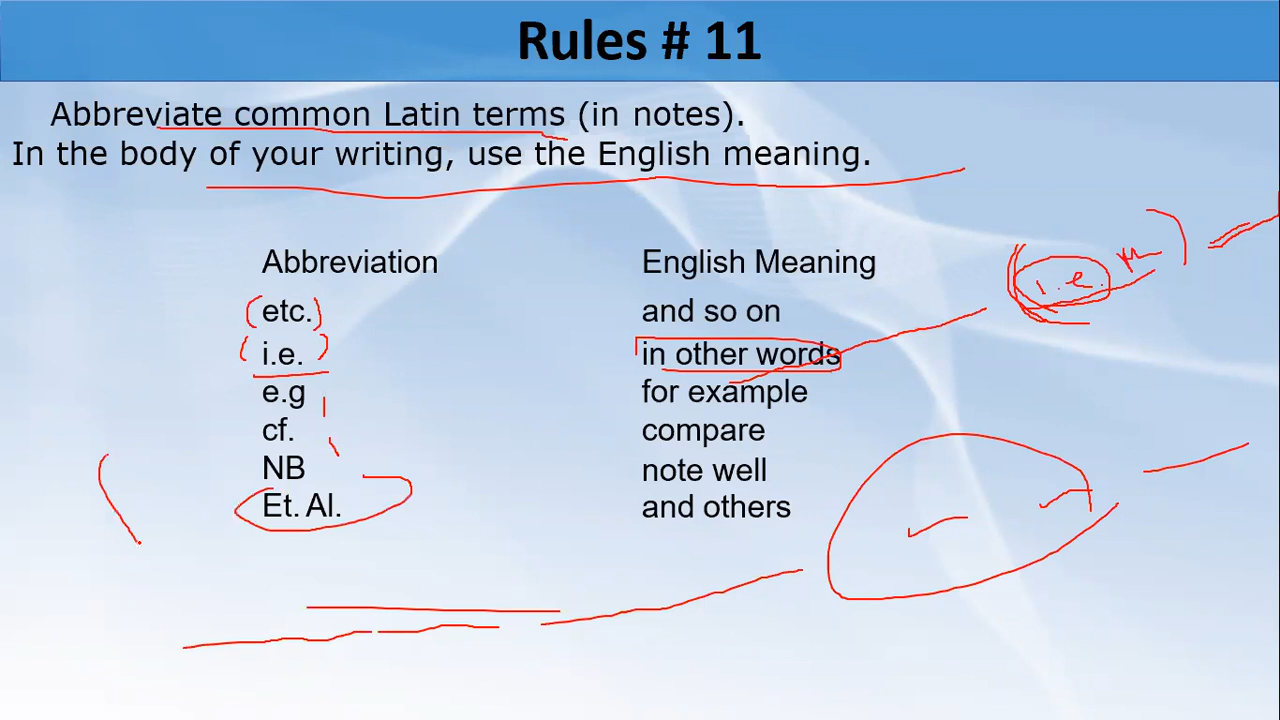 Rules # 11
Abbreviate common Latin terms (in notes).
In the body of your writing, use the English meaning.
Abbreviation English Meaning
etc. and so on
i.e. in other words
e.g for example
cf. compare
NB note well
Et. Al. and others
i.e.